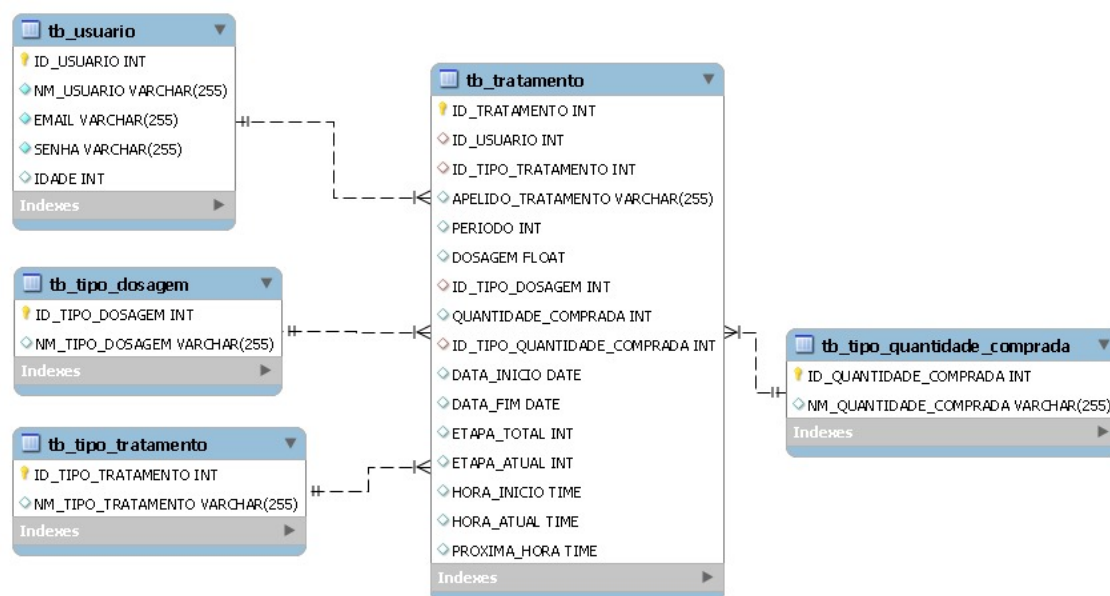 tb_usuario
ID_USUARIO INT
NM_USUARIO VARCHAR(255)
EMAIL VARCHAR(255)
SENHA VARCHAR(255)
IDADE INT
Indexes
tb_tipo_dosagem
ID_TIPO_DOSAGEM INT
NM_TIPO_DOSAGEM VARCHAR(255)
Indexes
tb_tipo_tratamento
ID_TIPO_TRATAMENTO INT
NM_TIPO_TRATAMENTO VARCHAR(255)
Indexes
tb_tratamento
ID_TRATAMENTO INT
ID_USUARIO INT
ID_TIPO_TRATAMENTO INT
APELIDO_TRATAMENTO VARCHAR(255)
PERIODO INT
DOSAGEM FLOAT
ID_TIPO_DOSAGEM INT
QUANTIDADE_COMPRADA INT
ID_TIPO_QUANTIDADE_COMPRADA INT
DATA_INICIO DATE
DATA_FIM DATE
ETAPA_TOTAL INT
ETAPA_ATUAL INT
HORA_INICIO TIME
HORA_ATUAL TIME
PROXIMA_HORA TIME
Indexes
tb_tipo_quantidade_comprada
ID_QUANTIDADE_COMPRADA INT
NM_QUANTIDADE_COMPRADA VARCHAR(255)
Indexes